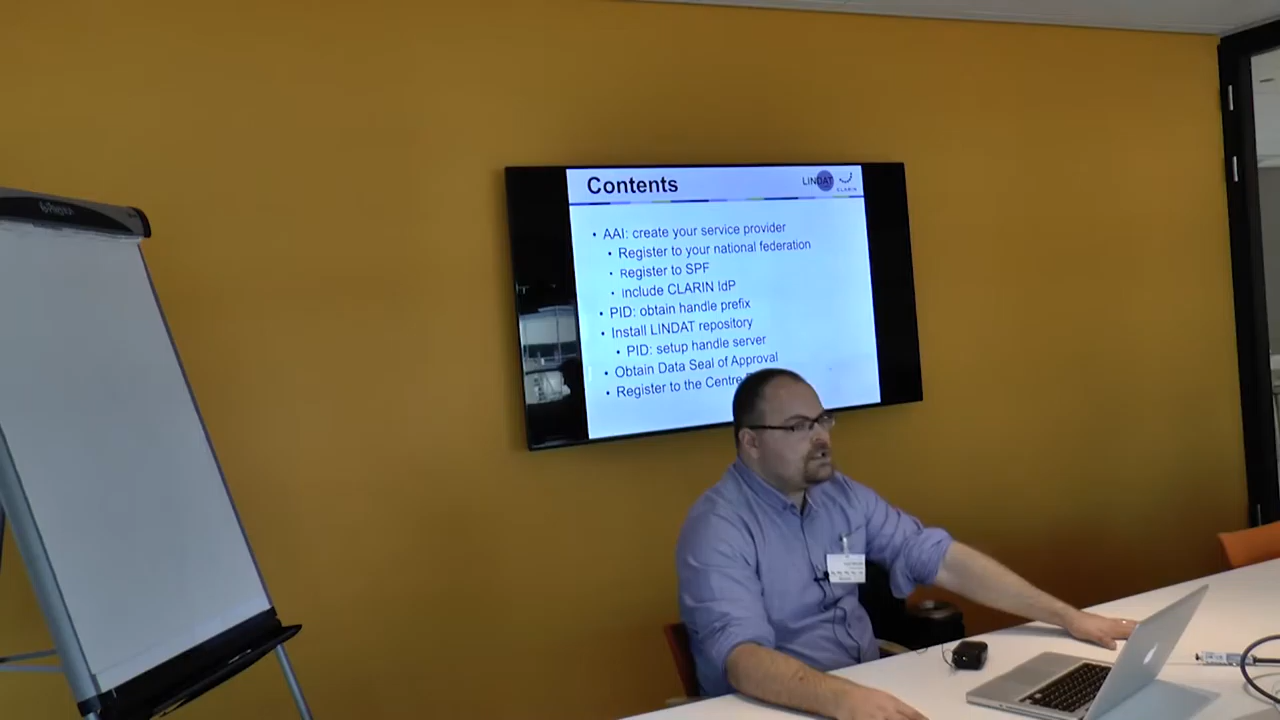 Contents
LINDAT
CLARIN
• AAI: create your service provider
• Register to your national federation
• Register to SPF
• include CLARIN IdP
• PID: obtain handle prefix
• Install LINDAT repository
• PID: setup handle server
• Obtain Data Seal of Approval
• Register to the Centre